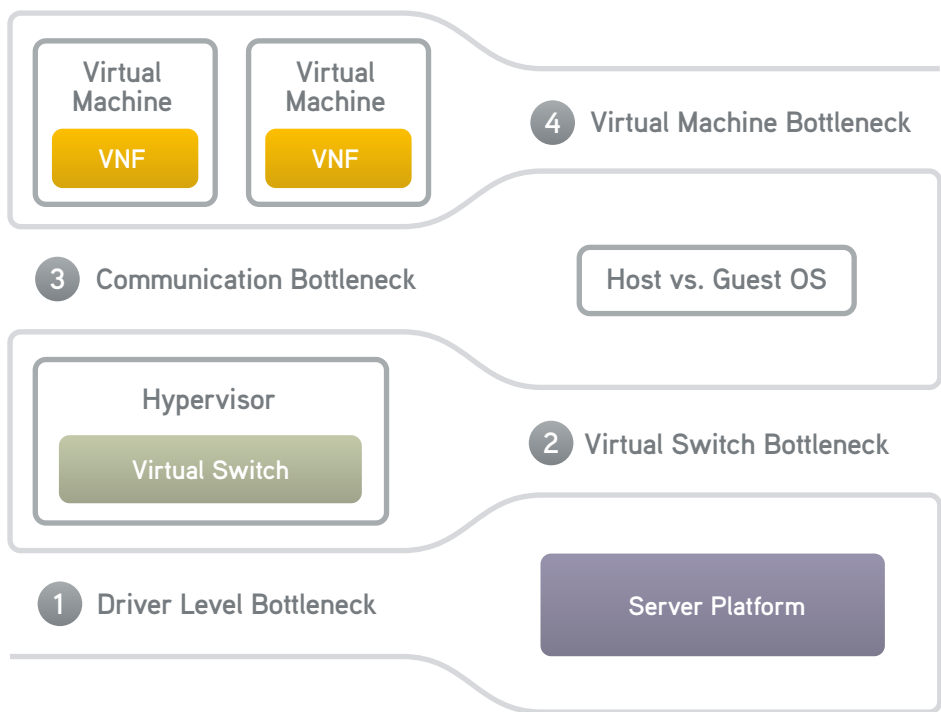 Virtual
Machine
VNF
Virtual
Machine
VNF
4 Virtual Machine Bottleneck
3 Communication Bottleneck
Host vs. Guest OS
Hypervisor
Virtual Switch
2 Virtual Switch Bottleneck
1 Driver Level Bottleneck
Server Platform